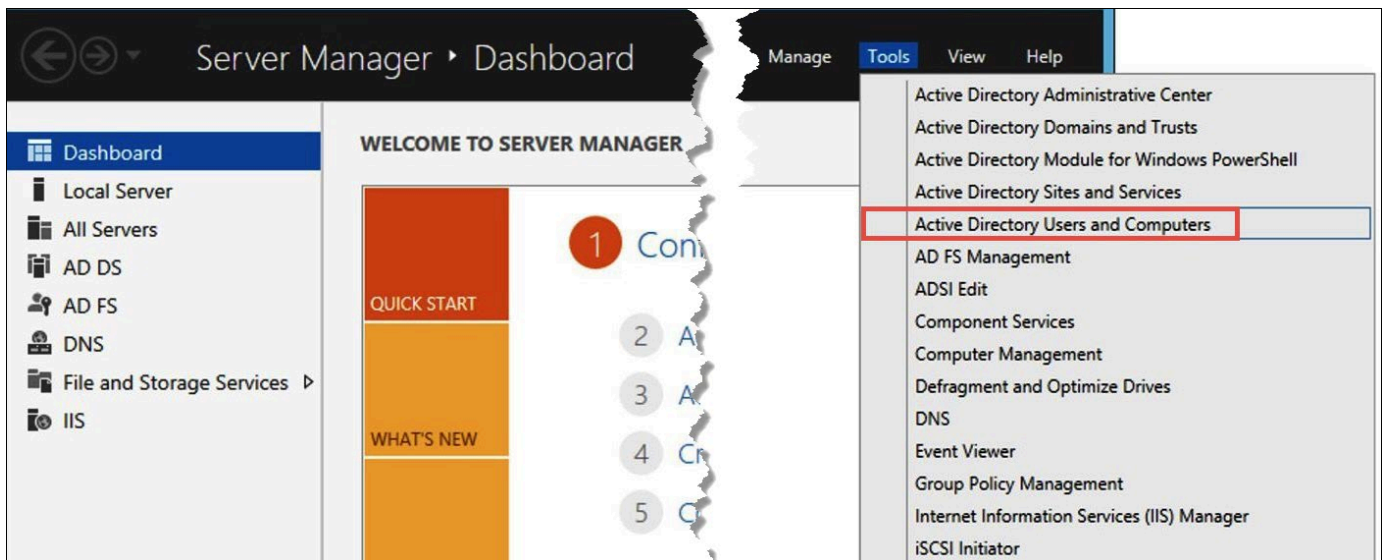 Server Manager ‣ Dashboard
Manage Tools View Help
Dashboard
Local Server
All Servers
AD DS
AD FS
DNS
File and Storage Services
IIS
WELCOME TO SERVER MANAGER
QUICK START
WHAT'S NEW
1
2
3
4
5
Active Directory Administrative Center
Active Directory Domains and Trusts
Active Directory Module for Windows PowerShell
Active Directory Sites and Services
Active Directory Users and Computers
AD FS Management
ADSI Edit
Component Services
Computer Management
Defragment and Optimize Drives
DNS
Event Viewer
Group Policy Management
Internet Information Services (IIS) Manager
iSCSI Initiator